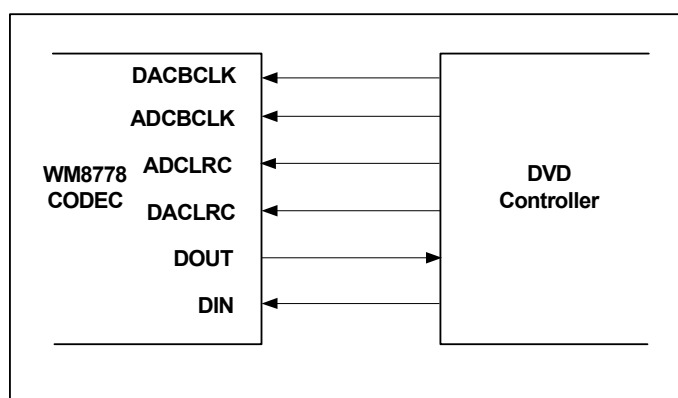 DACBCLK
ADCBCLK
ADCLRC
DACLRC
DOUT
DIN
WM8778
CODEC
DVD
Controller